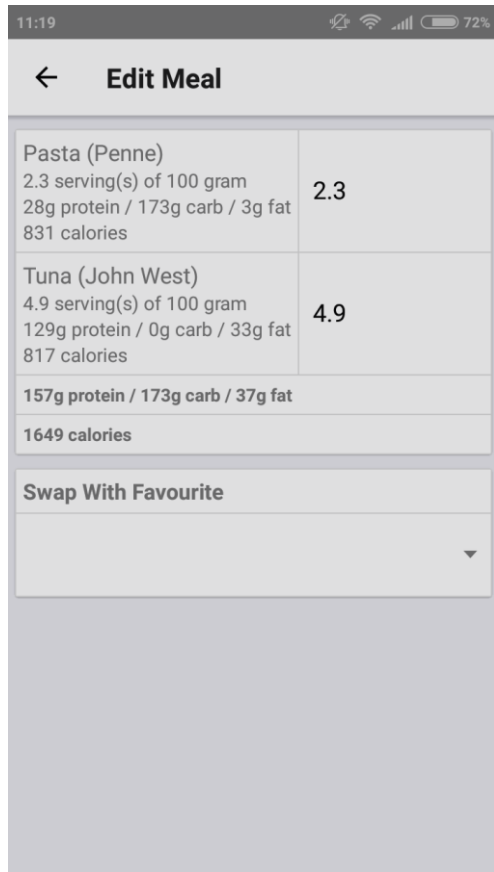 11:19 72%
Edit Meal
Pasta (Penne)
2.3 serving(s) of 100 gram
28g protein / 173g carb / 3g fat
831 calories
2.3
Tuna (John West)
4.9 serving(s) of 100 gram
129g protein / 0g carb / 33g fat
817 calories
4.9
157g protein / 173g carb / 37g fat
1649 calories
Swap With Favourite